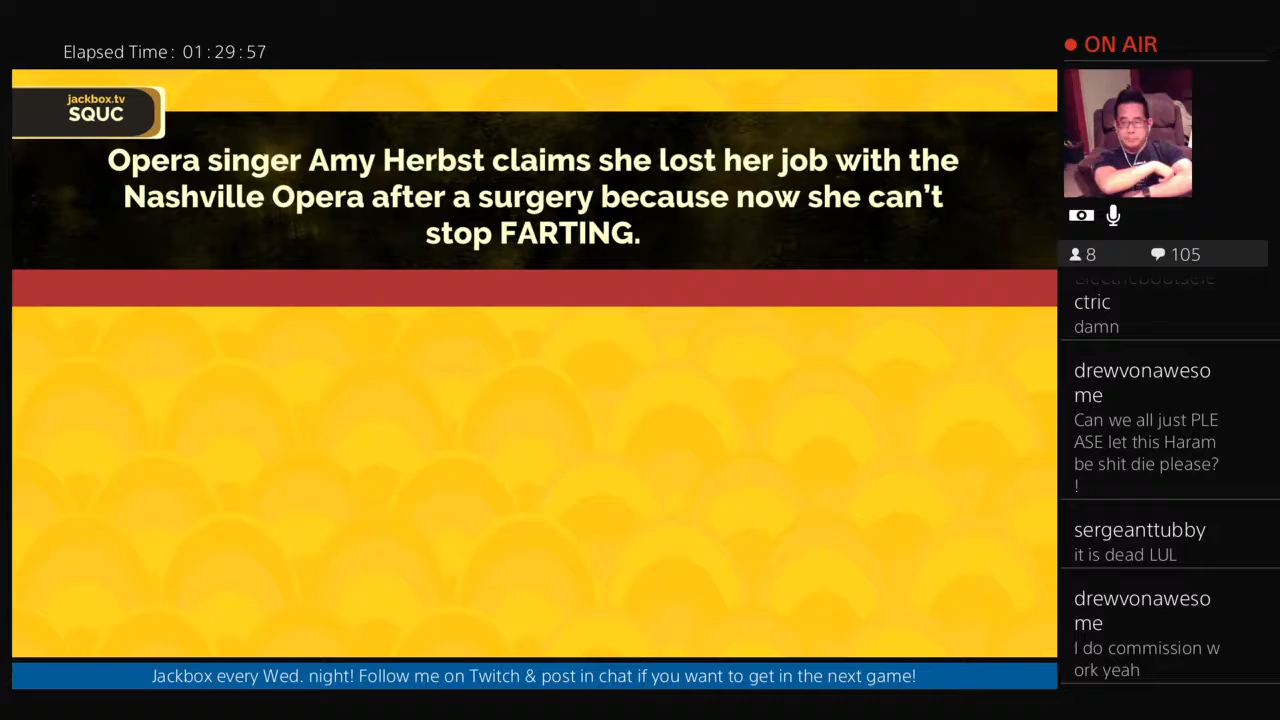 Elapsed Time: 01:29:57
ON AIR
jackbox.tv
SQUC
Opera singer Amy Herbst claims she lost her job with the
Nashville Opera after a surgery because now she can't
stop FARTING.
8 105
ctric
damn
drewvonaweso
me
Can we all just PLE
ASE let this Haram
be shit die please?
!
sergeanttubby
it is dead LUL
drewvonaweso
me
I do commission w
ork yeah
Jackbox every Wed. night! Follow me on Twitch & post in chat if you want to get in the next game!